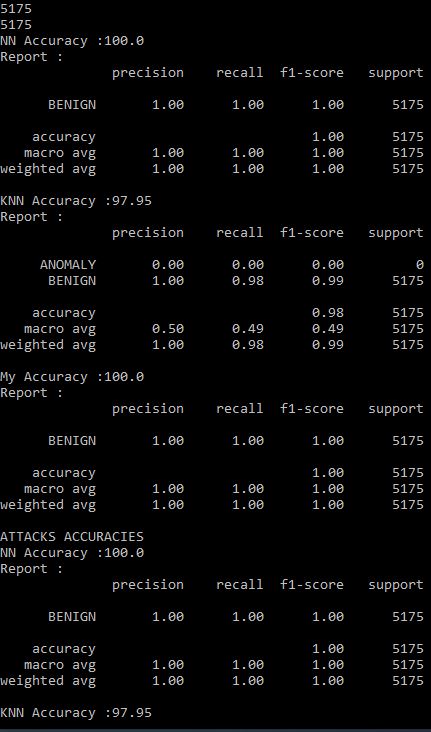 5175
5175
NN Accuracy :100.0
Report :
precision recall f1-score support
BENIGN 1.00 1.00 1.00 5175
accuracy 1.00 5175
macro avg 1.00 1.00 1.00 5175
weighted avg 1.00 1.00 1.00 5175
KNN Accuracy :97.95
Report :
precision recall f1-score support
ANOMALY 0.00 0.00 0.00 0
BENIGN 1.00 0.98 0.99 5175
accuracy 0.98 5175
macro avg 0.50 0.49 0.49 5175
weighted avg 1.00 0.98 0.99 5175
My Accuracy :100.0
Report :
precision recall f1-score support
BENIGN 1.00 1.00 1.00 5175
accuracy 1.00 5175
macro avg 1.00 1.00 1.00 5175
weighted avg 1.00 1.00 1.00 5175
ATTACKS ACCURACIES
NN Accuracy :100.0
Report :
precision recall f1-score support
BENIGN 1.00 1.00 1.00 5175
accuracy 1.00 5175
macro avg 1.00 1.00 1.00 5175
weighted avg 1.00 1.00 1.00 5175
KNN Accuracy :97.95